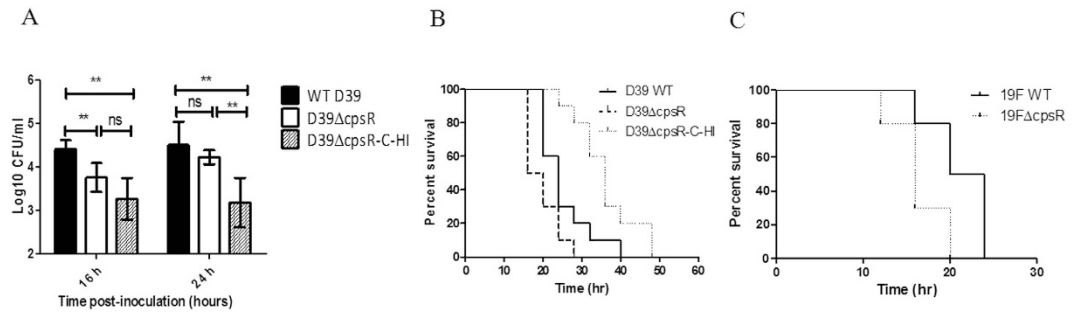 A
Log10 CFU/ml
6
5
4
3
2
**
**
ns
**
ns
**
16 h
24 h
Time post-inoculation (hours)
WT D39
D39ΔcpsR
D39ΔcpsR-C-HI
B
Percent survival
100
80
60
40
20
0
0 10 20 30 40 50 60
Time (hr)
D39 WT
D39ΔcpsR
D39ΔcpsR-C-HI
C
Percent survival
100
80
60
40
20
0
0 10 20 30
Time (hr)
19F WT
19FΔcpsR